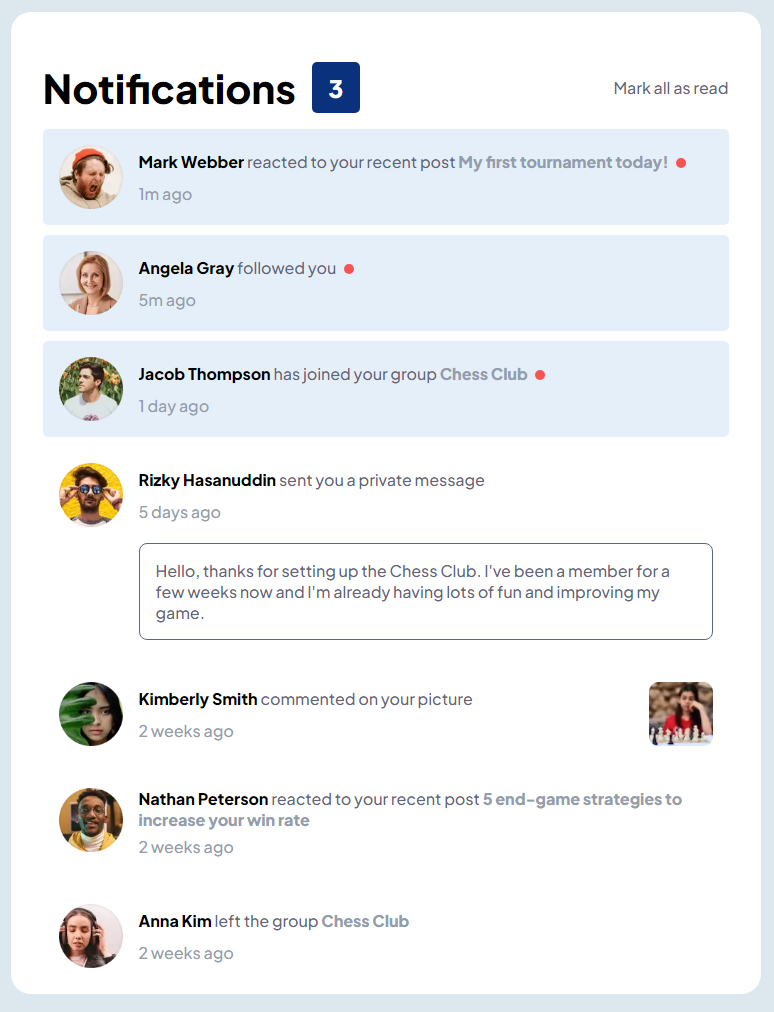 Notifications 3
Mark all as read
Mark Webber reacted to your recent post My first tournament today!
1m ago
Angela Gray followed you
5m ago
Jacob Thompson has joined your group Chess Club
1 day ago
Rizky Hasanuddin sent you a private message
5 days ago
Hello, thanks for setting up the Chess Club. I've been a member for a
few weeks now and I'm already having lots of fun and improving my
game.
Kimberly Smith commented on your picture
2 weeks ago
Nathan Peterson reacted to your recent post 5 end-game strategies to
increase your win rate
2 weeks ago
Anna Kim left the group Chess Club
2 weeks ago